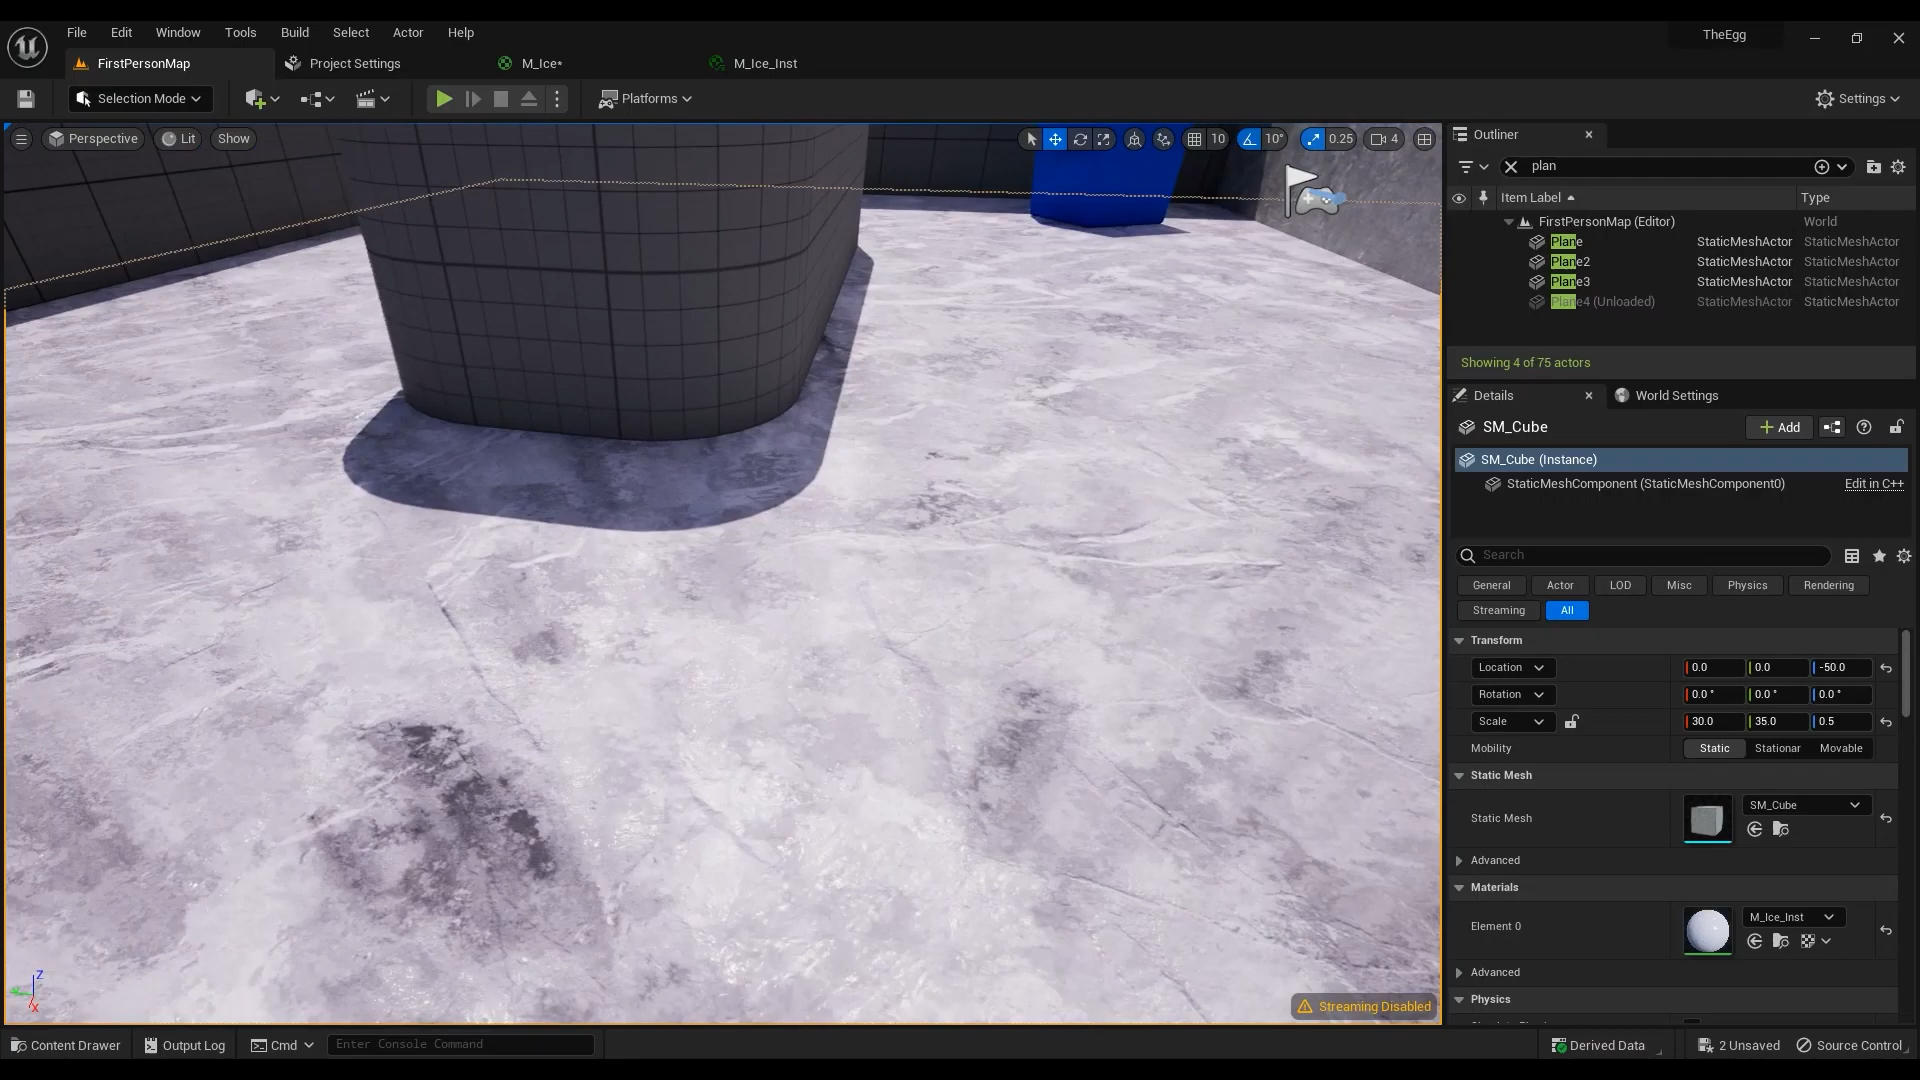 File Edit Window Tools Build Select Actor Help
TheEgg
FirstPersonMap Project Settings M_Ice* M_Ice_Inst
Selection Mode Platforms Settings
Perspective Lit Show 10 10° 0.25 4
Outliner
plan
Item Label Type
FirstPersonMap (Editor) World
Plane StaticMeshActor StaticMeshActor
Plane2 StaticMeshActor StaticMeshActor
Plane3 StaticMeshActor StaticMeshActor
Plane4 (Unloaded) StaticMeshActor StaticMeshActor
Showing 4 of 75 actors
Details World Settings
SM_Cube Add
SM_Cube (Instance)
StaticMeshComponent (StaticMeshComponent0) Edit in C++
Search
General Actor LOD Misc Physics Rendering
Streaming All
Transform
Location 0.0 0.0 -50.0
Rotation 0.0° 0.0° 0.0°
Scale 30.0 35.0 0.5
Mobility Static Stationar Movable
Static Mesh
Static Mesh SM_Cube
Advanced
Materials
Element 0 M_Ice_Inst
Advanced
Physics
Z
X
Streaming Disabled
Content Drawer Output Log Cmd Enter Console Command Derived Data 2 Unsaved Source Control